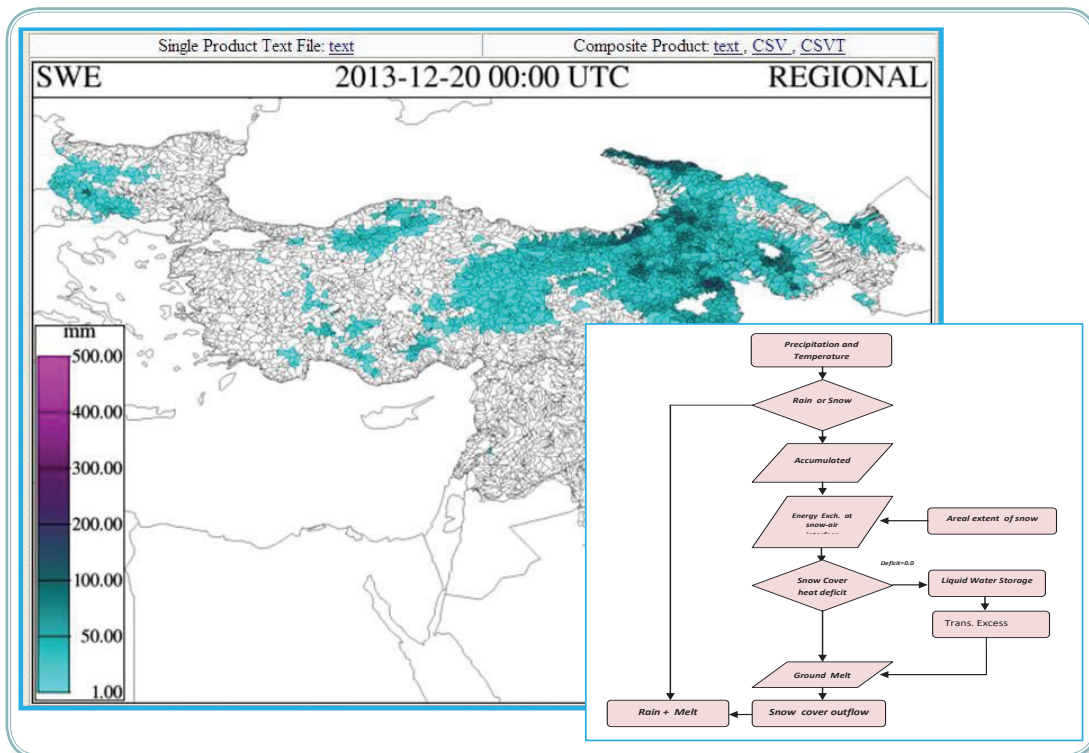 Single Product Text File: text
Composite Product: text , CSV , CSVT
SWE
2013-12-20 00:00 UTC
REGIONAL
mm
500.00
400.00
300.00
200.00
100.00
50.00
1.00
Precipitation and
Temperature
Rain or Snow
Accumulated
Energy Exch. at
snow-air
interface
Areal extent of snow
Snow Cover
heat deficit
Deficit=0.0
Liquid Water Storage
Trans. Excess
Ground Melt
Rain + Melt
Snow cover outflow